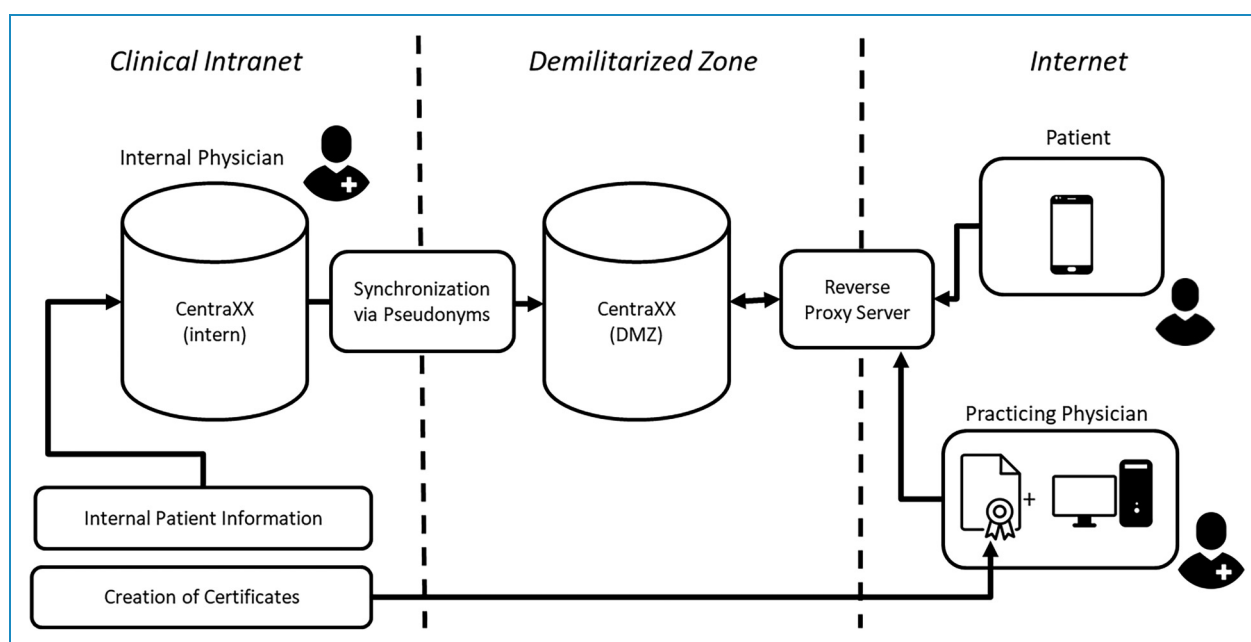 Clinical Intranet
Demilitarized Zone
Internet
Internal Physician
CentraXX
(intern)
Synchronization
via Pseudonyms
CentraXX
(DMZ)
Reverse
Proxy Server
Patient
Practicing Physician
+
Internal Patient Information
Creation of Certificates